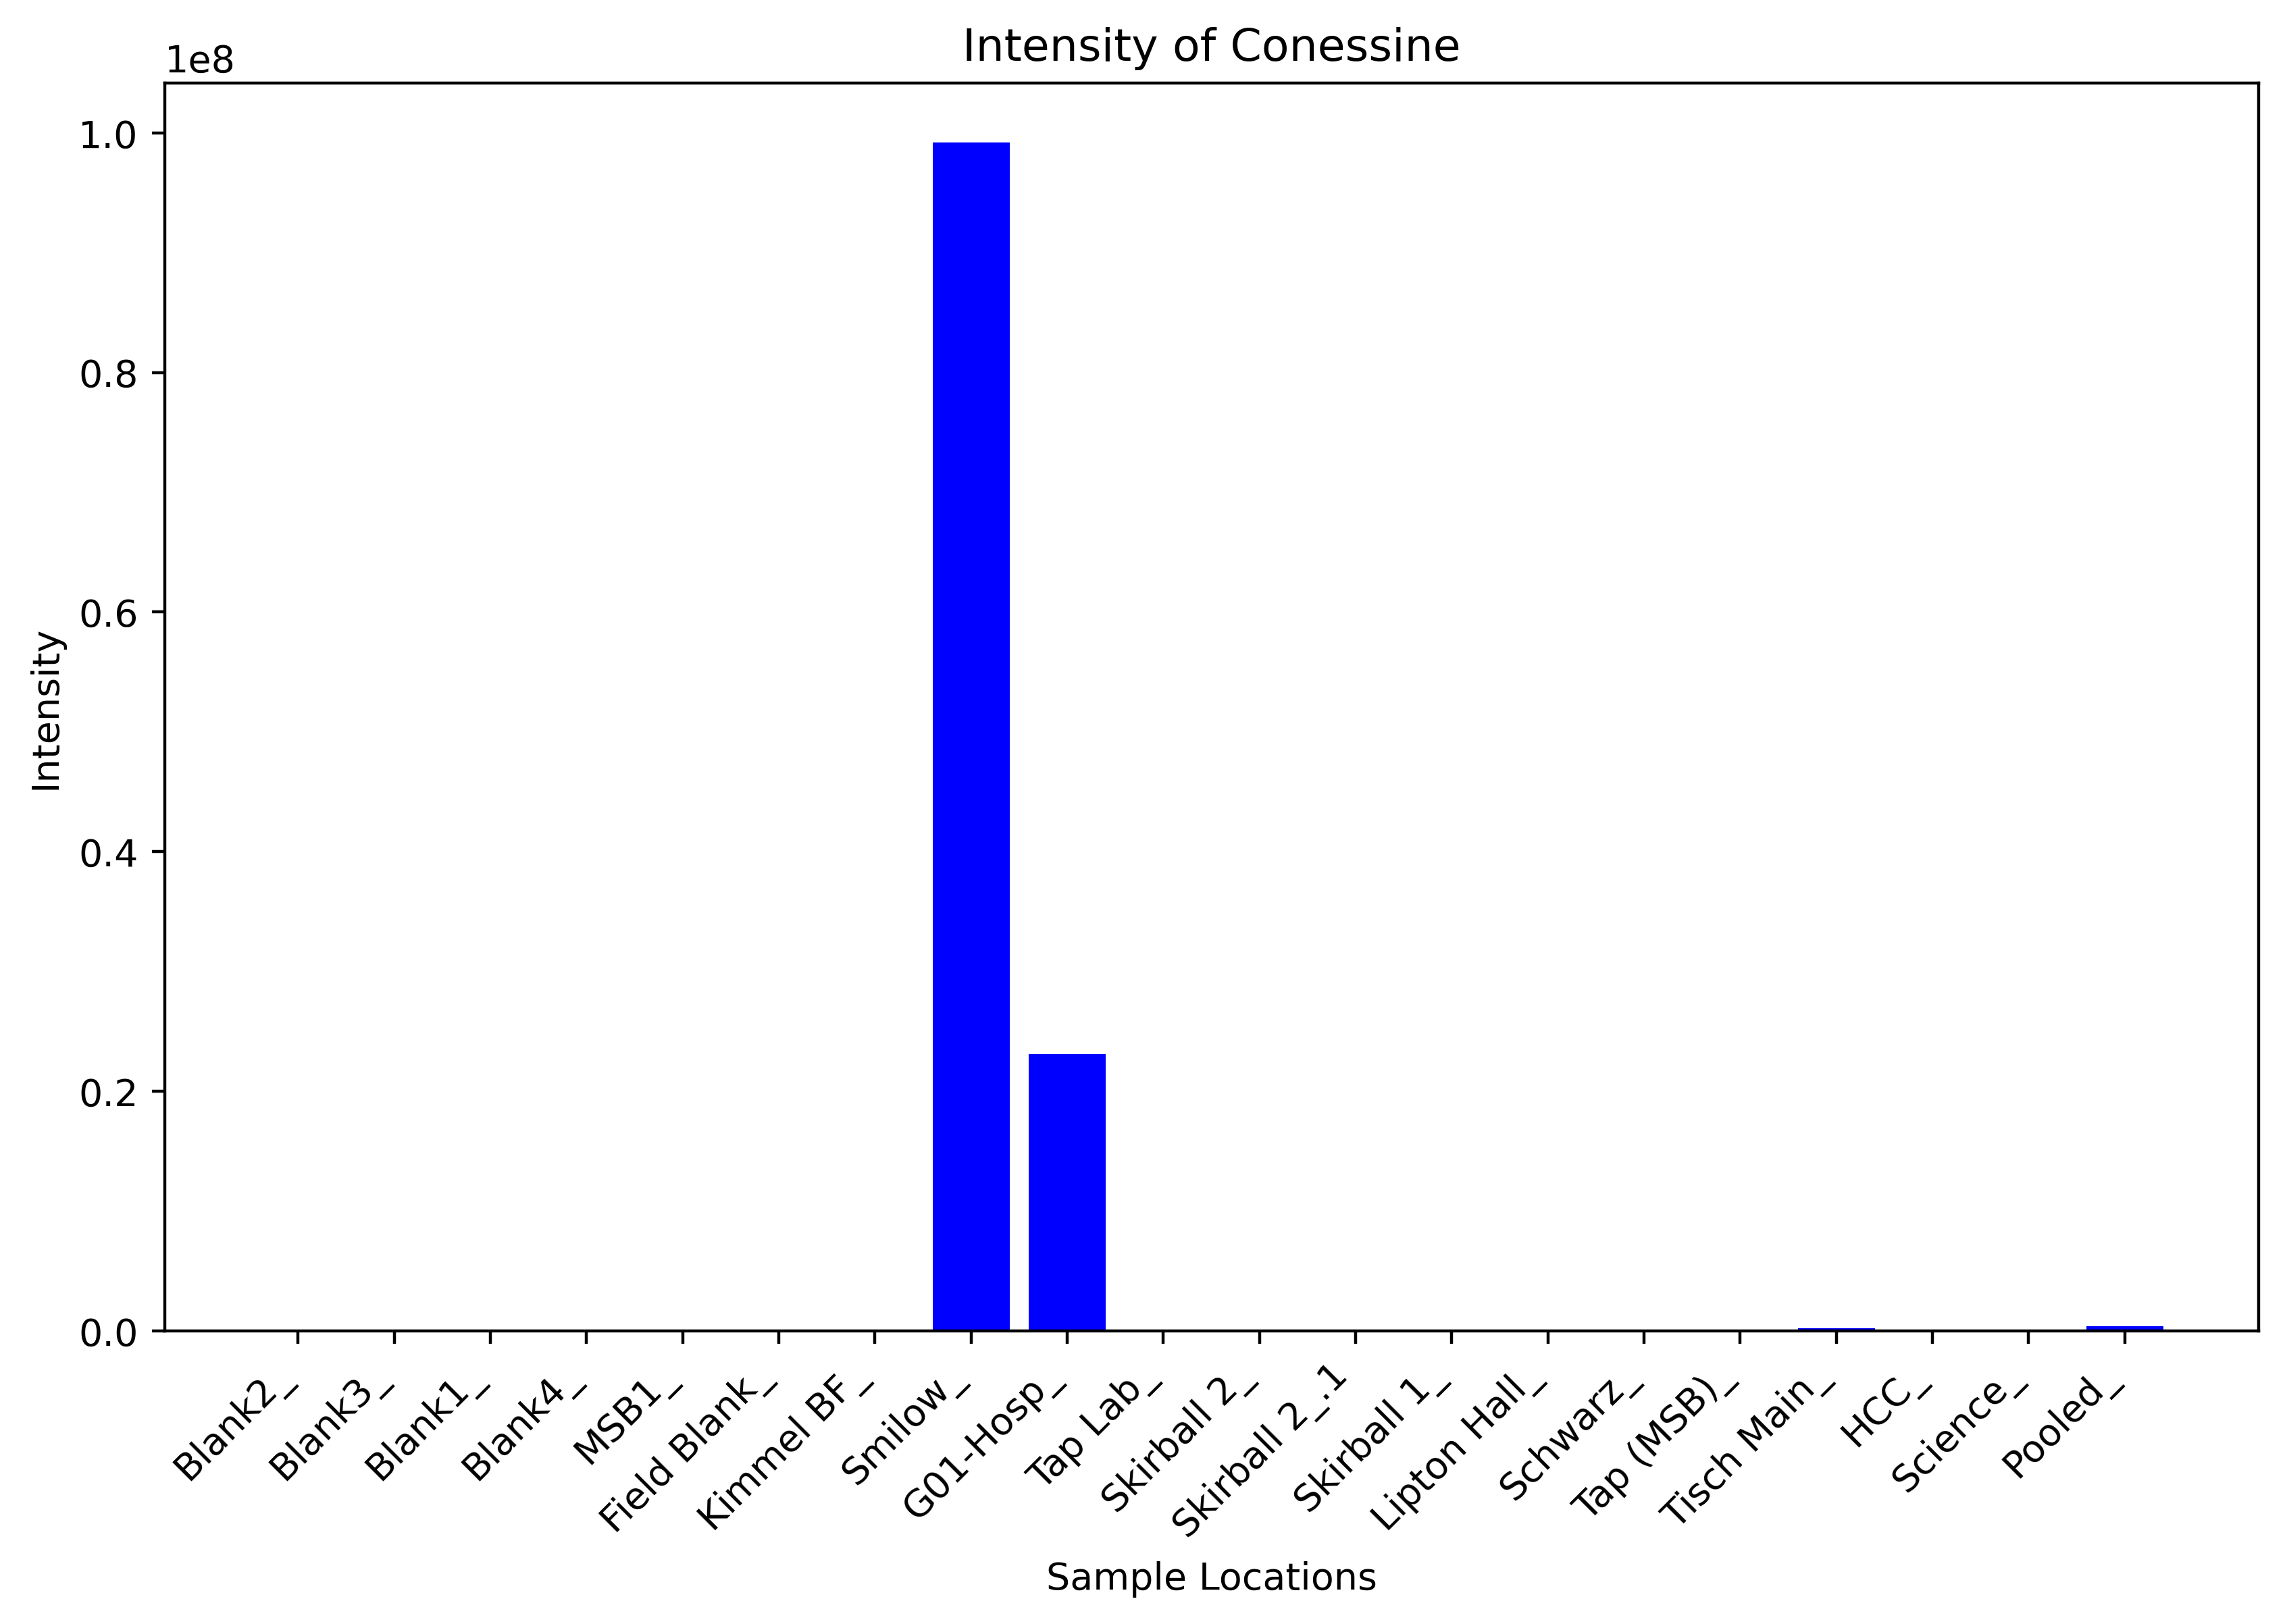 Intensity of Conessine
1e8
1.0
0.8
0.6
0.4
0.2
0.0
Intensity
Blank2_
Blank3_
Blank1_
Blank4_
MSB1_
Field Blank_
Kimmel BF_
Smilow_
G01-Hosp_
Tap Lab_
Skirball 2_
Skirball 2_.1
Skirball 1_
Lipton Hall_
Schwarz_
Tap (MSB)_
Tisch Main_
HCC_
Science_
Pooled_
Sample Locations